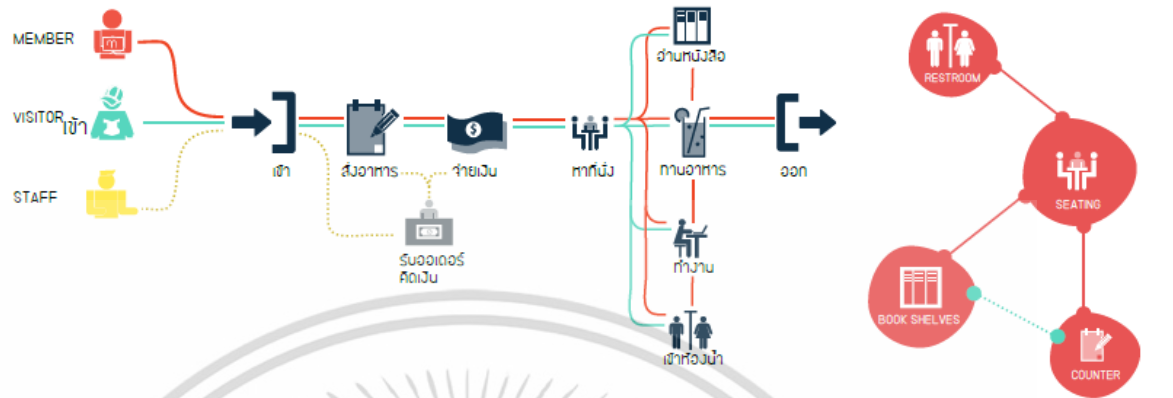 MEMBER
VISITOR
เข้า
STAFF
เข้า
สั่งอาหาร
จ่ายเงิน
หาที่นั่ง
รับออเดอร์
คิดเงิน
อ่านหนังสือ
ทานอาหาร
ทำงาน
เข้าห้องน้ำ
ออก
RESTROOM
SEATING
BOOK SHELVES
COUNTER